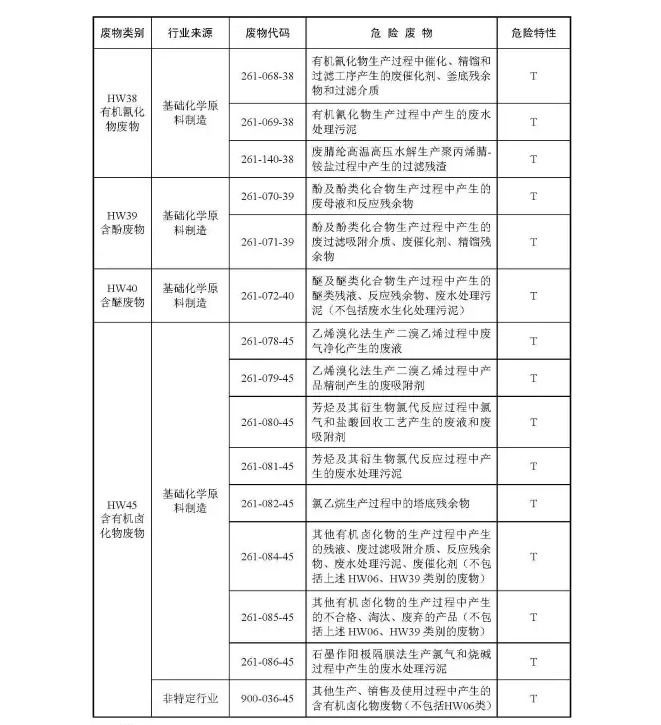 废物类别 行业来源 废物代码 危 险 废 物 危险特性
HW38
有机氰化
物废物
基础化学原
料制造
261-068-38
有机氰化物生产过程中催化、精馏和
过滤工序产生的废催化剂、釜底残余
物和过滤介质
T
261-069-38
有机氰化物生产过程中产生的废水
处理污泥
T
261-140-38
废腈纶高温高压水解生产聚丙烯腈-
铵盐过程中产生的过滤残渣
T
HW39
含酚废物
基础化学原
料制造
261-070-39
酚及酚类化合物生产过程中产生的
废母液和反应残余物
T
261-071-39
酚及酚类化合物生产过程中产生的
废过滤吸附介质、废催化剂、精馏残
余物
T
HW40
含醚废物
基础化学原
料制造
261-072-40
醚及醚类化合物生产过程中产生的
醚类残液、反应残余物、废水处理污
泥（不包括废水生化处理污泥）
T
HW45
含有机卤
化物废物
基础化学原
料制造
261-078-45
乙烯溴化法生产二溴乙烯过程中废
气净化产生的废液
T
261-079-45
乙烯溴化法生产二溴乙烯过程中产
品精制产生的废吸附剂
T
261-080-45
芳烃及其衍生物氯代反应过程中氯
气和盐酸回收工艺产生的废液和废
吸附剂
T
261-081-45
芳烃及其衍生物氯代反应过程中产
生的废水处理污泥
T
261-082-45
氯乙烷生产过程中的塔底残余物
T
261-084-45
其他有机卤化物的生产过程中产生
的残液、废过滤吸附介质、反应残余
物、废水处理污泥、废催化剂（不包
括上述 HW06、HW39 类别的废物）
T
261-085-45
其他有机卤化物的生产过程中产生
的不合格、淘汰、废弃的产品（不包
括上述HW06、HW39 类别的废物）
T
261-086-45
石墨作阳极隔膜法生产氯气和烧碱
过程中产生的废水处理污泥
T
非特定行业
900-036-45
其他生产、销售及使用过程中产生的
含有机卤化物废物(不包括HW06类)
T